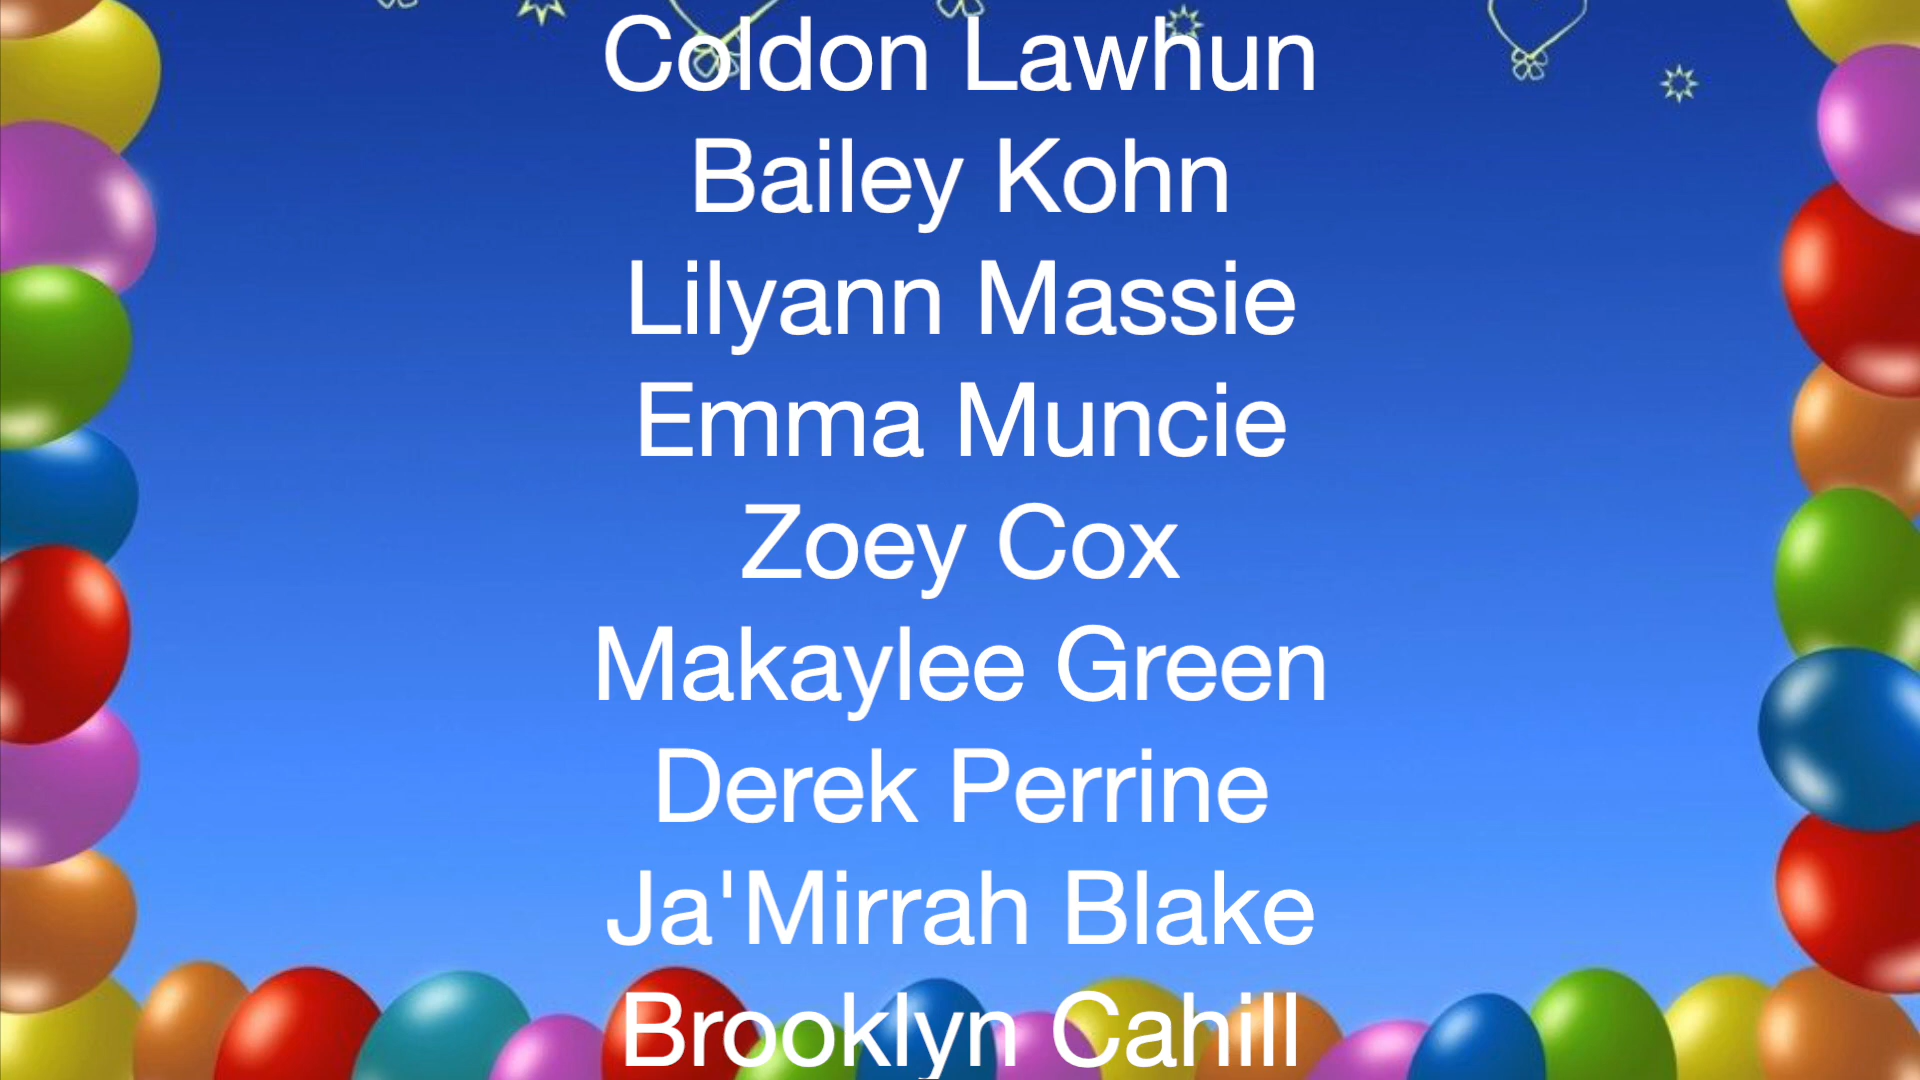 Coldon Lawhun
Bailey Kohn
Lilyann Massie
Emma Muncie
Zoey Cox
Makaylee Green
Derek Perrine
Ja'Mirrah Blake
Brooklyn Cahill